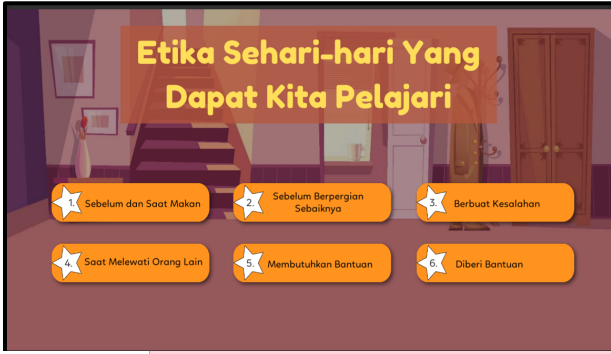 Etika Sehari-hari Yang
Dapat Kita Pelajari
1. Sebelum dan Saat Makan
2. Sebelum Berpergian
Sebaiknya
3. Berbuat Kesalahan
4. Saat Melewati Orang Lain
5. Membutuhkan Bantuan
6. Diberi Bantuan